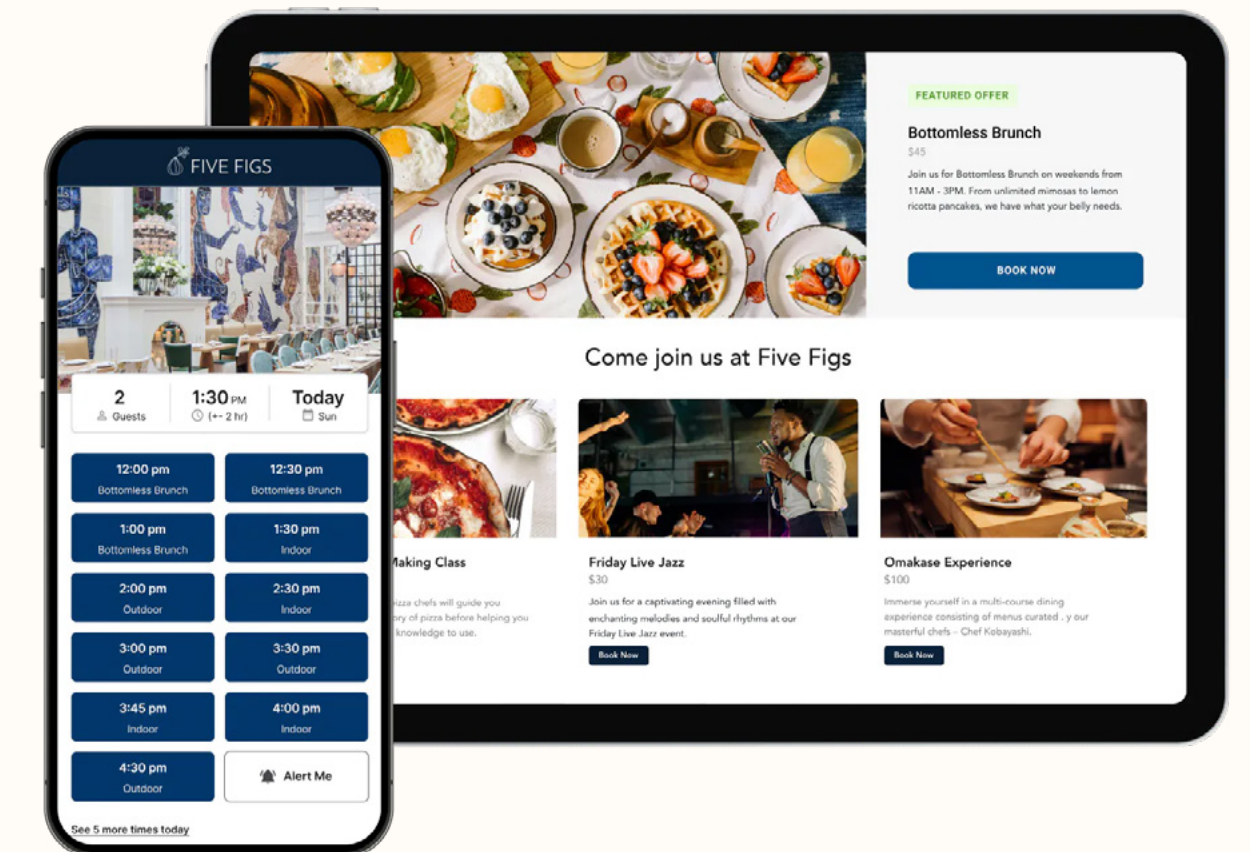 FIVE FIGS
2
Guests
1:30 PM
(+- 2 hr)
Today
Sun
12:00 pm
Bottomless Brunch
12:30 pm
Bottomless Brunch
1:00 pm
Bottomless Brunch
1:30 pm
Indoor
2:00 pm
Outdoor
2:30 pm
Indoor
3:00 pm
Outdoor
3:30 pm
Outdoor
3:45 pm
Indoor
4:00 pm
Indoor
4:30 pm
Outdoor
Alert Me
See 5 more times today
FEATURED OFFER
Bottomless Brunch
$45
Join us for Bottomless Brunch on weekends from
11AM - 3PM. From unlimited mimosas to lemon
ricotta pancakes, we have what your belly needs.
BOOK NOW
Come join us at Five Figs
Making Class
pizza chefs will guide you
ory of pizza before helping you
knowledge to use.
Friday Live Jazz
$30
Join us for a captivating evening filled with
enchanting melodies and soulful rhythms at our
Friday Live Jazz event.
Book Now
Omakase Experience
$100
Immerse yourself in a multi-course dining
experience consisting of menus curated . y our
masterful chefs – Chef Kobayashi.
Book Now